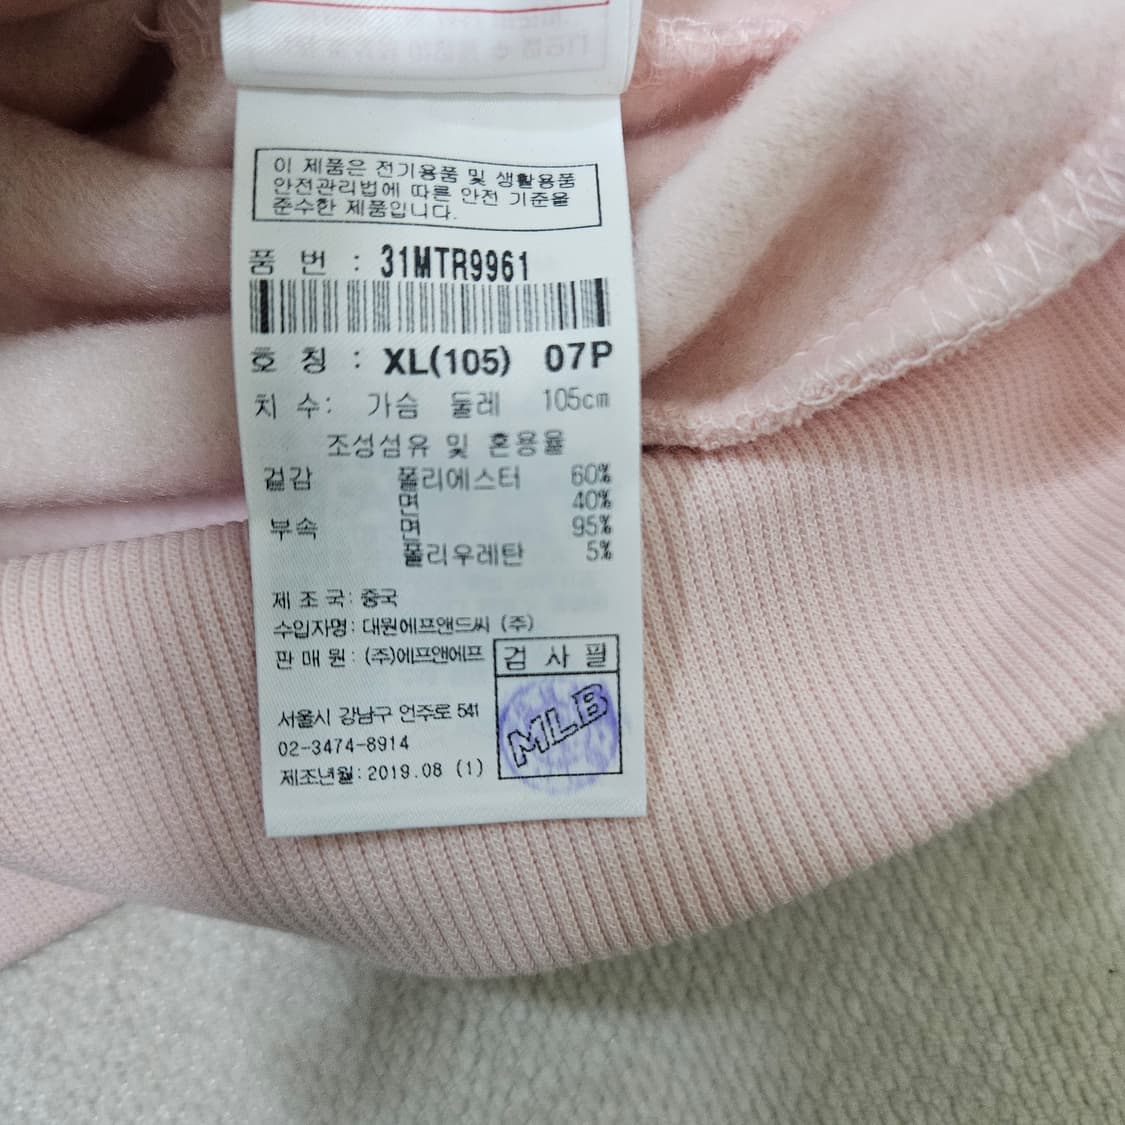 이 제품은 전기용품 및 생활용품
안전관리법에 따른 안전 기준을
준수한 제품입니다.
품 번 : 31MTR9961
호 칭 : XL(105) 07P
치 수: 가슴 둘레 105cm
조성섬유 및 혼용율
겉감 폴리에스터 60%
면 40%
부속 면 95%
폴리우레탄 5%
제 조 국: 중국
수입자명: 대원에프앤드씨 (주)
판 매 원: (주)에프앤에프
검 사 필
MLB
서울시 강남구 언주로 541
02-3474-8914
제조년월: 2019.08 (1)